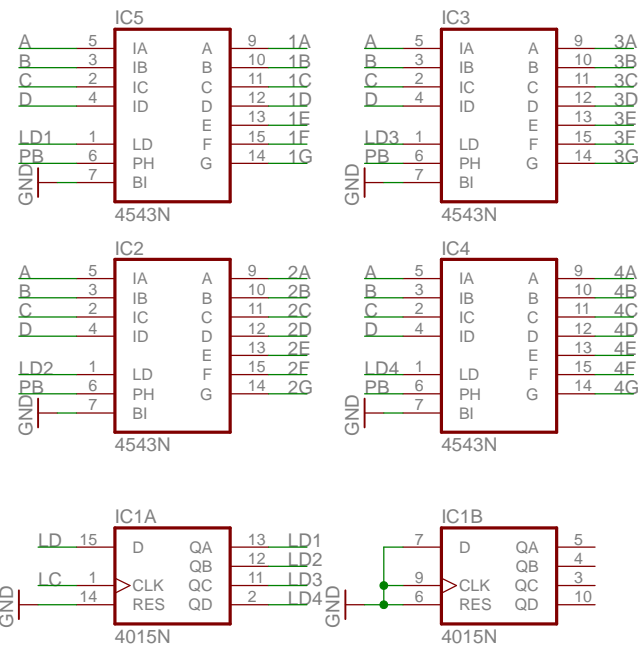 IC5
A 5 IA A 9 1A
B 3 IB B 10 1B
C 2 IC C 11 1C
D 4 ID D 12 1D
E 13 1E
LD1 1 LD F 15 1F
PB 6 PH G 14 1G
GND 7 BI
4543N
IC3
A 5 IA A 9 3A
B 3 IB B 10 3B
C 2 IC C 11 3C
D 4 ID D 12 3D
E 13 3E
LD3 1 LD F 15 3F
PB 6 PH G 14 3G
GND 7 BI
4543N
IC2
A 5 IA A 9 2A
B 3 IB B 10 2B
C 2 IC C 11 2C
D 4 ID D 12 2D
E 13 2E
LD2 1 LD F 15 2F
PB 6 PH G 14 2G
GND 7 BI
4543N
IC4
A 5 IA A 9 4A
B 3 IB B 10 4B
C 2 IC C 11 4C
D 4 ID D 12 4D
E 13 4E
LD4 1 LD F 15 4F
PB 6 PH G 14 4G
GND 7 BI
4543N
IC1A
LD 15 D QA 13 LD1
QB 12 LD2
LC 1 CLK QC 11 LD3
GND 14 RES QD 2 LD4
4015N
IC1B
7 D QA 5
QB 4
9 CLK QC 3
GND 6 RES QD 10
4015N